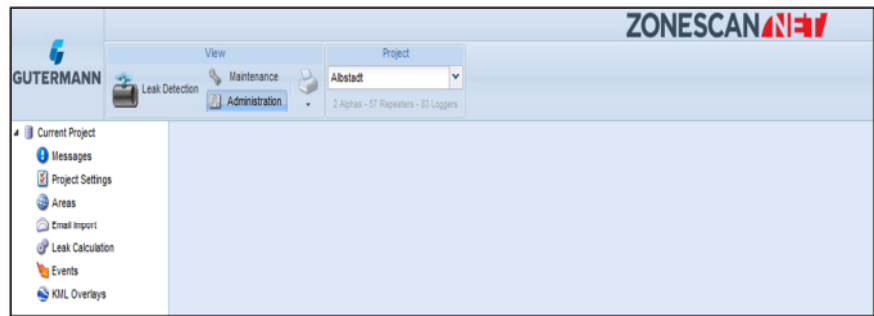 ZONESCAN NET
GUTERMANN
View
Project
Leak Detection
Maintenance
Administration
Albstadt
2 Alphas - 57 Repeaters - 83 Loggers
Current Project
Messages
Project Settings
Areas
Email Import
Leak Calculation
Events
KML Overlays